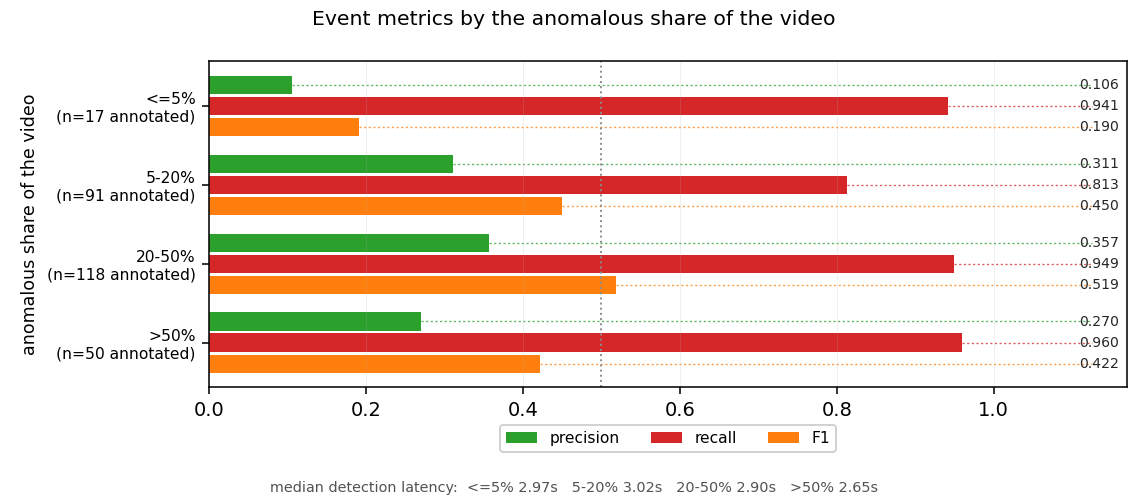 Event metrics by the anomalous share of the video
anomalous share of the video
<=5%
(n=17 annotated)
0.106
0.941
0.190
5-20%
(n=91 annotated)
0.311
0.813
0.450
20-50%
(n=118 annotated)
0.357
0.949
0.519
>50%
(n=50 annotated)
0.270
0.960
0.422
0.0 0.2 0.4 0.6 0.8 1.0
precision recall F1
median detection latency: <=5% 2.97s 5-20% 3.02s 20-50% 2.90s >50% 2.65s